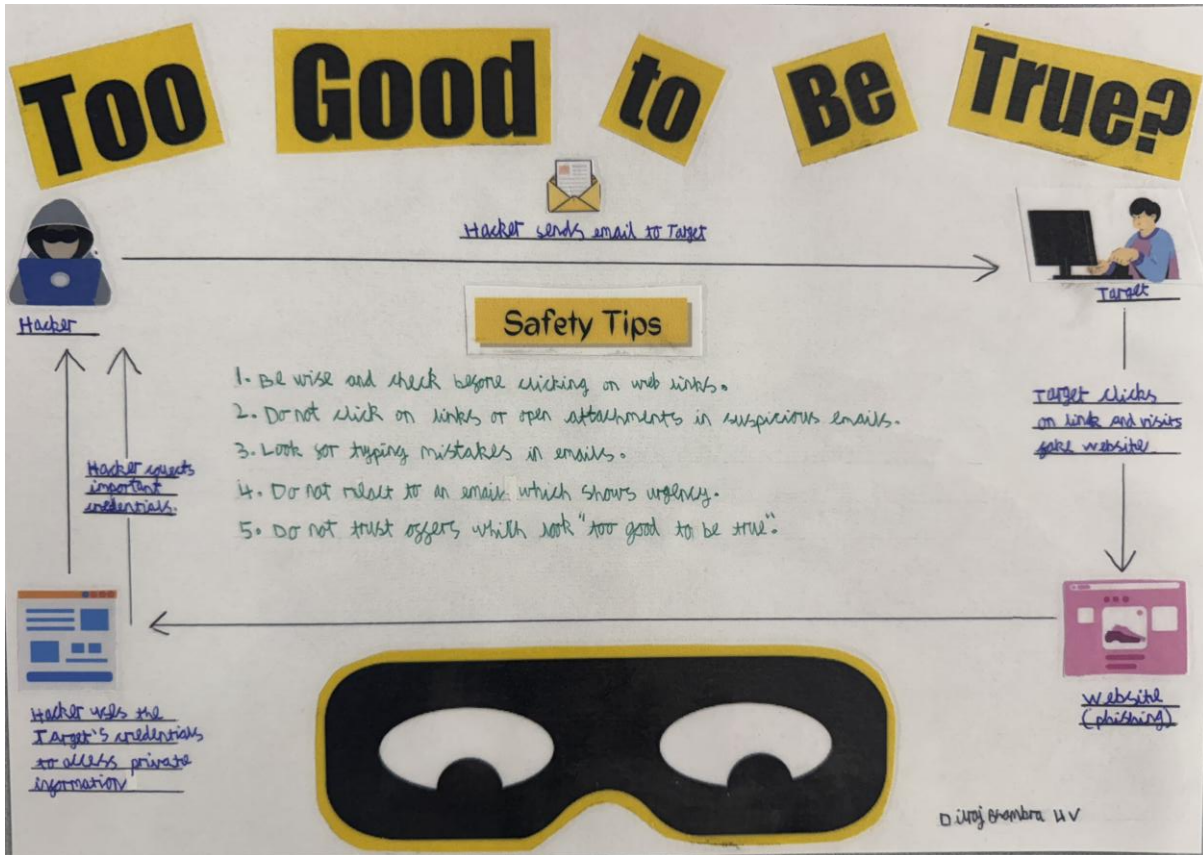 Too Good to Be True?
Hacker sends email to Target
Hacker
Target
Safety Tips
1. Be wise and check before clicking on web links.
2. Do not click on links or open attachments in suspicious emails.
3. Look for typing mistakes in emails.
4. Do not react to an email which shows urgency.
5. Do not trust offers which look "too good to be true".
Target clicks
on link and visits
fake website
Hacker collects
important
credentials.
Website
(phishing)
Hacker uses the
Target's credentials
to access private
information
Bhambra 4V